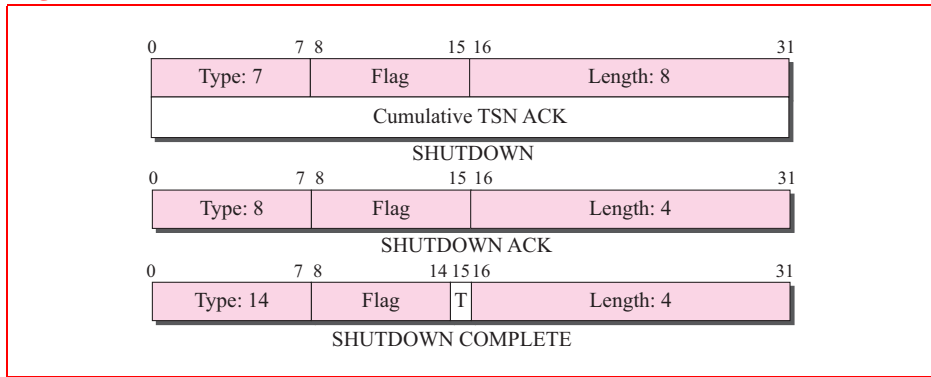 0 7 8 15 16 31
Type: 7 Flag Length: 8
Cumulative TSN ACK
SHUTDOWN
0 7 8 15 16 31
Type: 8 Flag Length: 4
SHUTDOWN ACK
0 7 8 14 15 16 31
Type: 14 Flag T Length: 4
SHUTDOWN COMPLETE